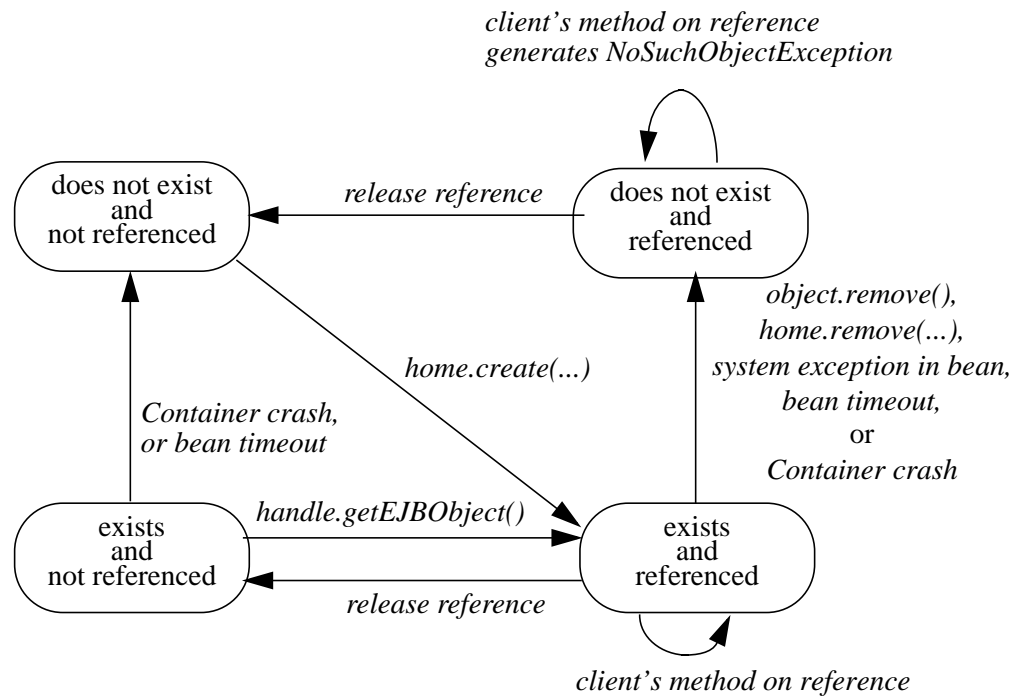 client's method on reference
generates NoSuchObjectException
does not exist
and
not referenced
release reference
does not exist
and
referenced
object.remove(),
home.remove(...),
system exception in bean,
bean timeout,
or
Container crash
home.create(...)
Container crash,
or bean timeout
exists
and
not referenced
handle.getEJBObject()
release reference
exists
and
referenced
client's method on reference